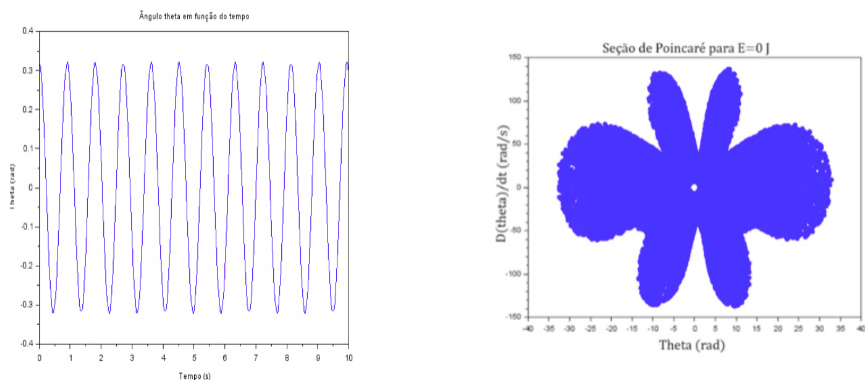 Ângulo theta em função do tempo
0.4
0.3
0.2
0.1
0
-0.1
-0.2
-0.3
-0.4
Theta (rad)
0 1 2 3 4 5 6 7 8 9 10
Tempo (s)
Seção de Poincaré para E=0 J
150
100
50
0
-50
-100
-150
D(theta)/dt (rad/s)
-40 -35 -30 -25 -20 -15 -10 -5 0 5 10 15 20 25 30 35 40
Theta (rad)